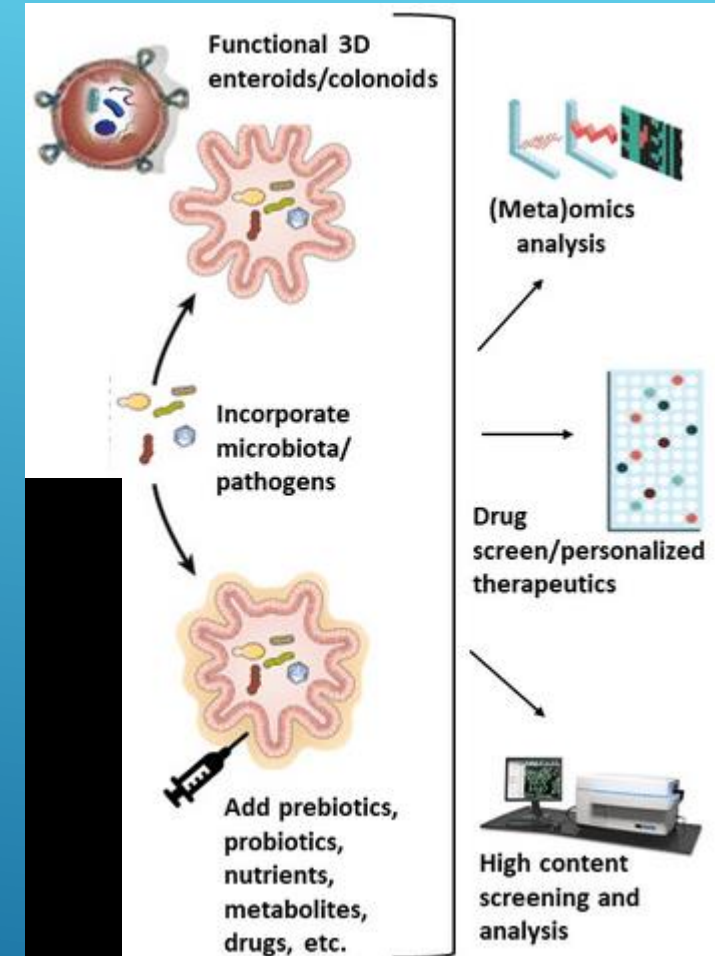 Functional 3D
enteroids/colonoids
Incorporate
microbiota/
pathogens
Add prebiotics,
probiotics,
nutrients,
metabolites,
drugs, etc.
(Meta)omics
analysis
Drug
screen/personalized
therapeutics
High content
screening and
analysis